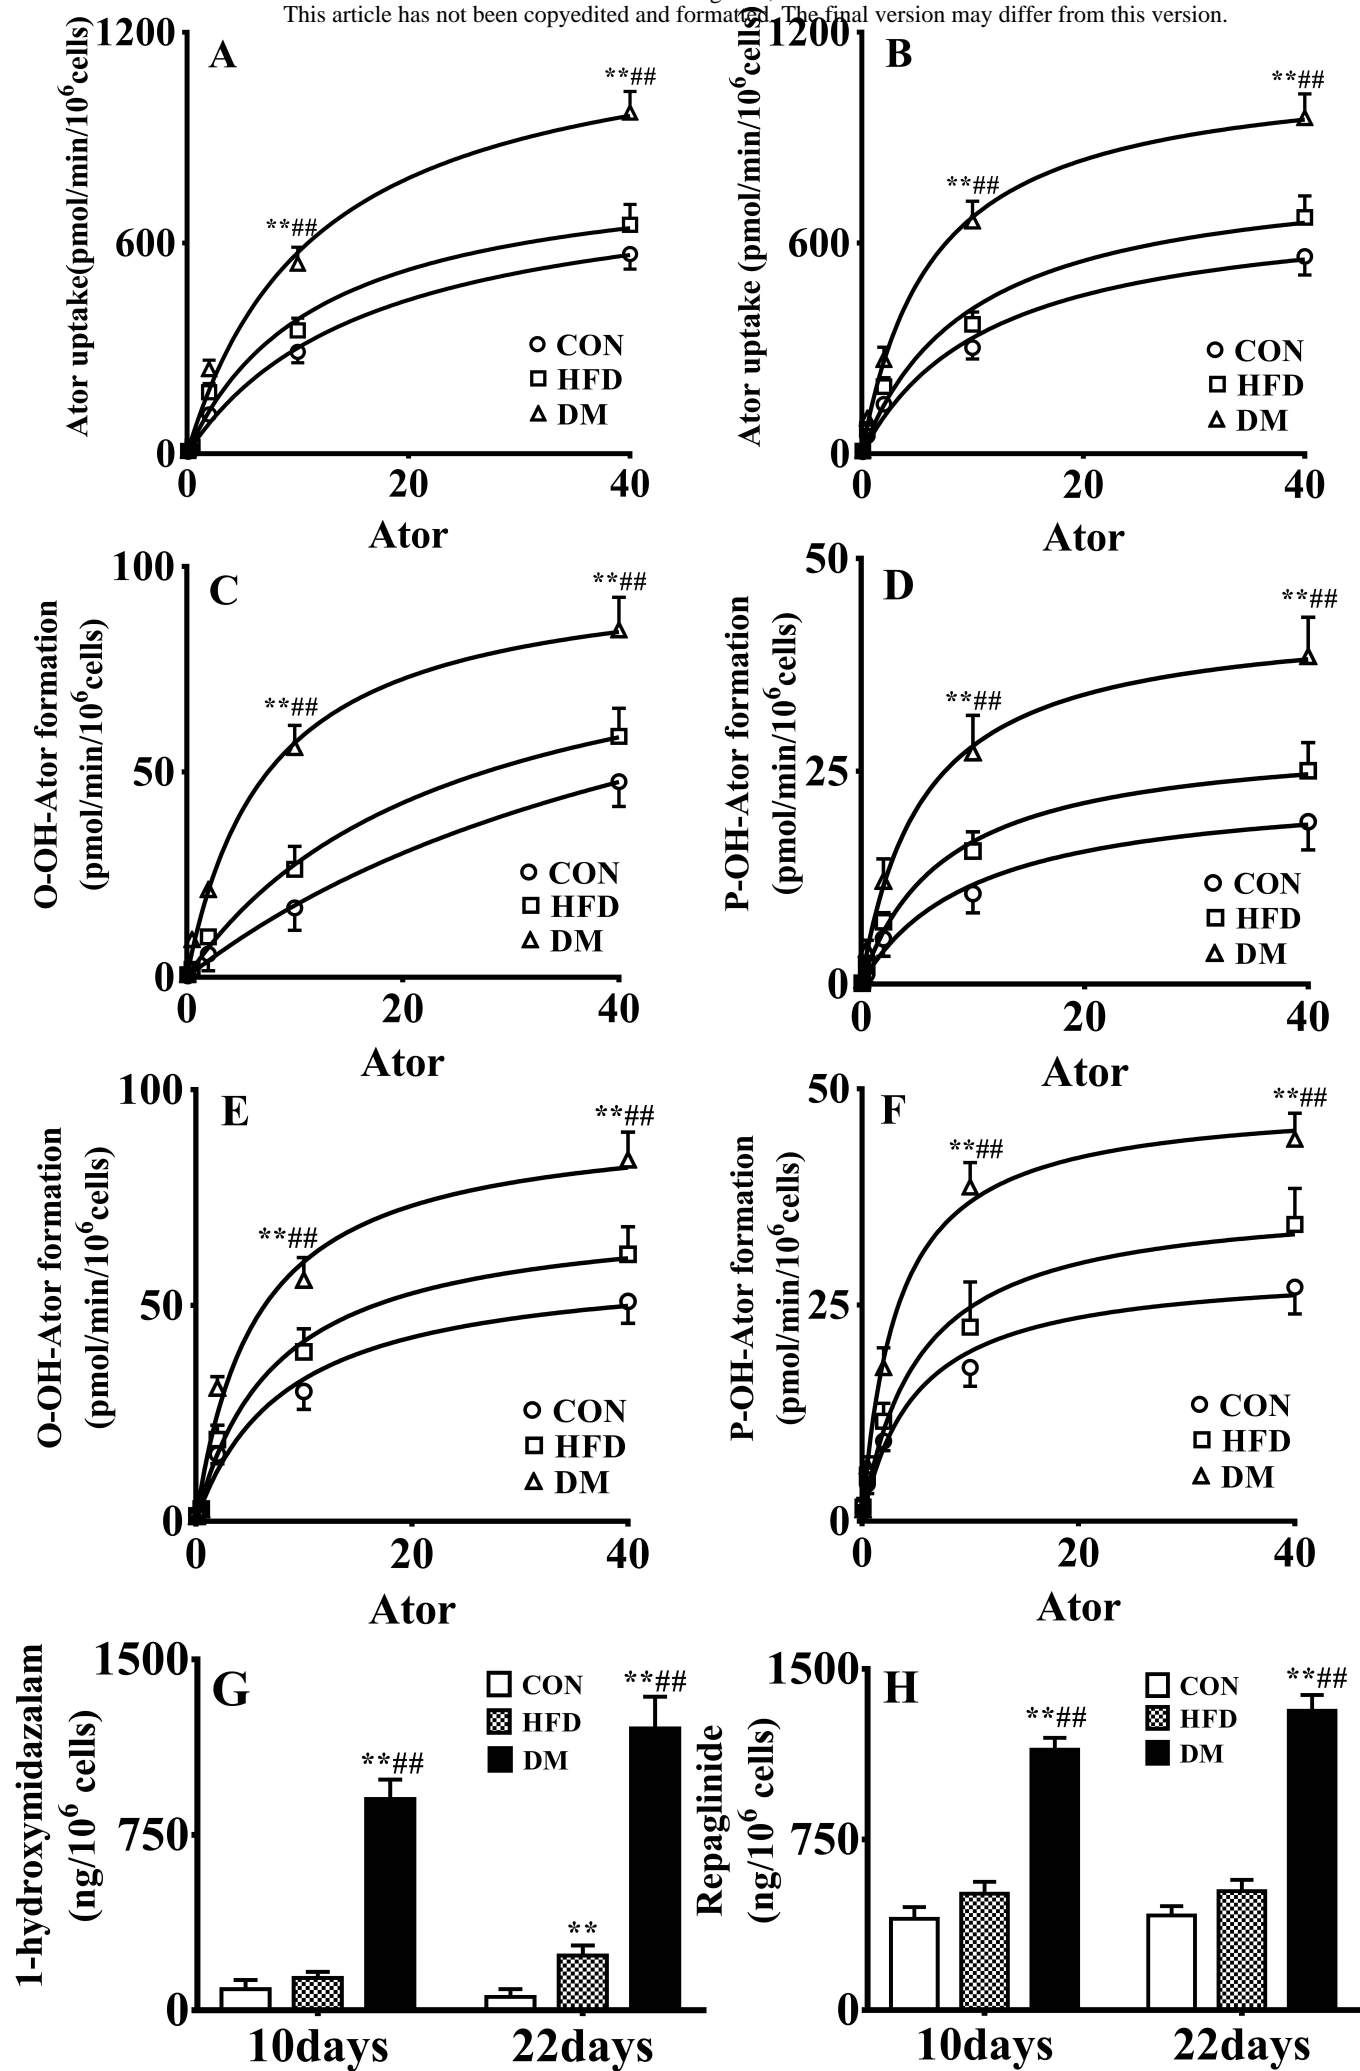 This article has not been copyedited and formatted. The final version may differ from this version.
A
Ator uptake(pmol/min/10⁶cells)
1200
600
0
**##
**##
CON
HFD
DM
0 20 40
Ator
B
Ator uptake (pmol/min/10⁶cells)
1200
600
0
**##
**##
CON
HFD
DM
0 20 40
Ator
C
O-OH-Ator formation
(pmol/min/10⁶cells)
100
50
0
**##
**##
CON
HFD
DM
0 20 40
Ator
D
P-OH-Ator formation
(pmol/min/10⁶cells)
50
25
0
**##
**##
CON
HFD
DM
0 20 40
Ator
E
O-OH-Ator formation
(pmol/min/10⁶cells)
100
50
0
**##
**##
CON
HFD
DM
0 20 40
Ator
F
P-OH-Ator formation
(pmol/min/10⁶cells)
50
25
0
**##
**##
CON
HFD
DM
0 20 40
Ator
G
1-hydroxymidazalam
(ng/10⁶ cells)
1500
750
0
CON
HFD
DM
**##
**
**##
10days 22days
H
Repaglinide
(ng/10⁶ cells)
1500
750
0
CON
HFD
DM
**##
**##
10days 22days